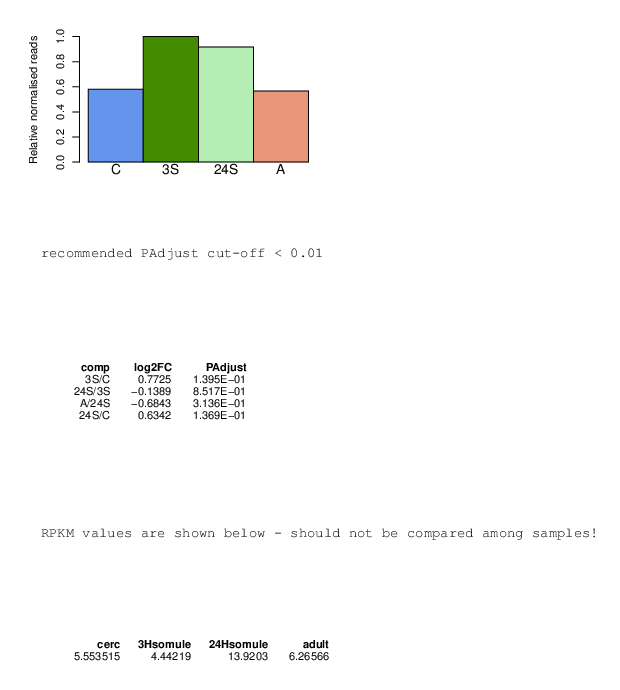 Relative normalised reads
1.0
0.8
0.6
0.4
0.2
0.0
C 3S 24S A
recommended PAdjust cut-off < 0.01
comp log2FC PAdjust
3S/C 0.7725 1.395E−01
24S/3S −0.1389 8.517E−01
A/24S −0.6843 3.136E−01
24S/C 0.6342 1.369E−01
RPKM values are shown below - should not be compared among samples!
cerc 3Hsomule 24Hsomule adult
5.553515 4.44219 13.9203 6.26566